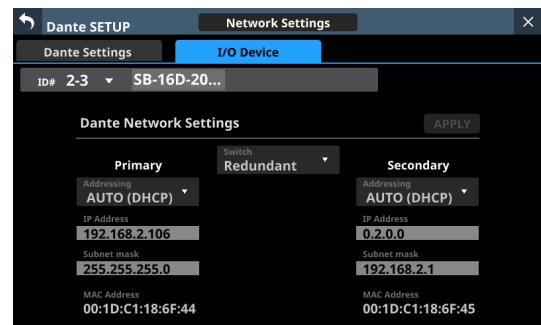 Dante SETUP
Network Settings
Dante Settings
I/O Device
ID# 2-3 SB-16D-20...
Dante Network Settings
APPLY
Switch
Redundant
Primary
Secondary
Addressing
AUTO (DHCP)
Addressing
AUTO (DHCP)
IP Address
192.168.2.106
IP Address
0.2.0.0
Subnet mask
255.255.255.0
Subnet mask
192.168.2.1
MAC Address
00:1D:C1:18:6F:44
MAC Address
00:1D:C1:18:6F:45